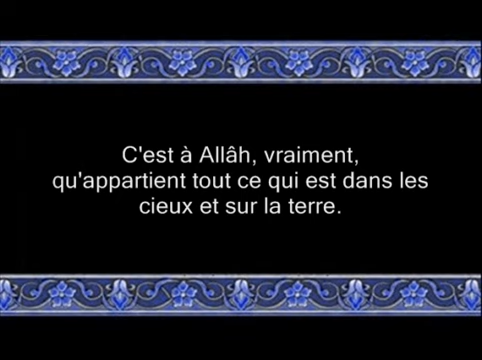 C'est à Allâh, vraiment,
qu'appartient tout ce qui est dans les
cieux et sur la terre.